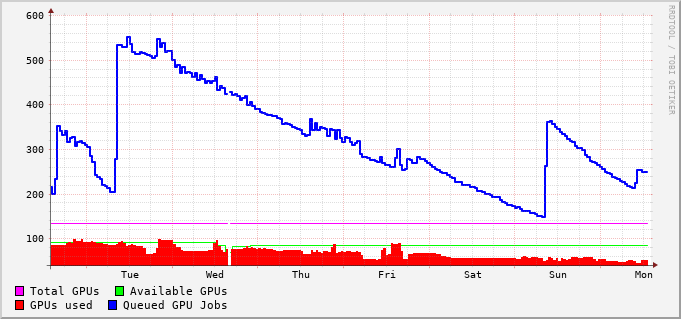 600
500
400
300
200
100
Tue Wed Thu Fri Sat Sun Mon
Total GPUs Available GPUs
GPUs used Queued GPU Jobs
RRDTOOL / TOBI OETIKER